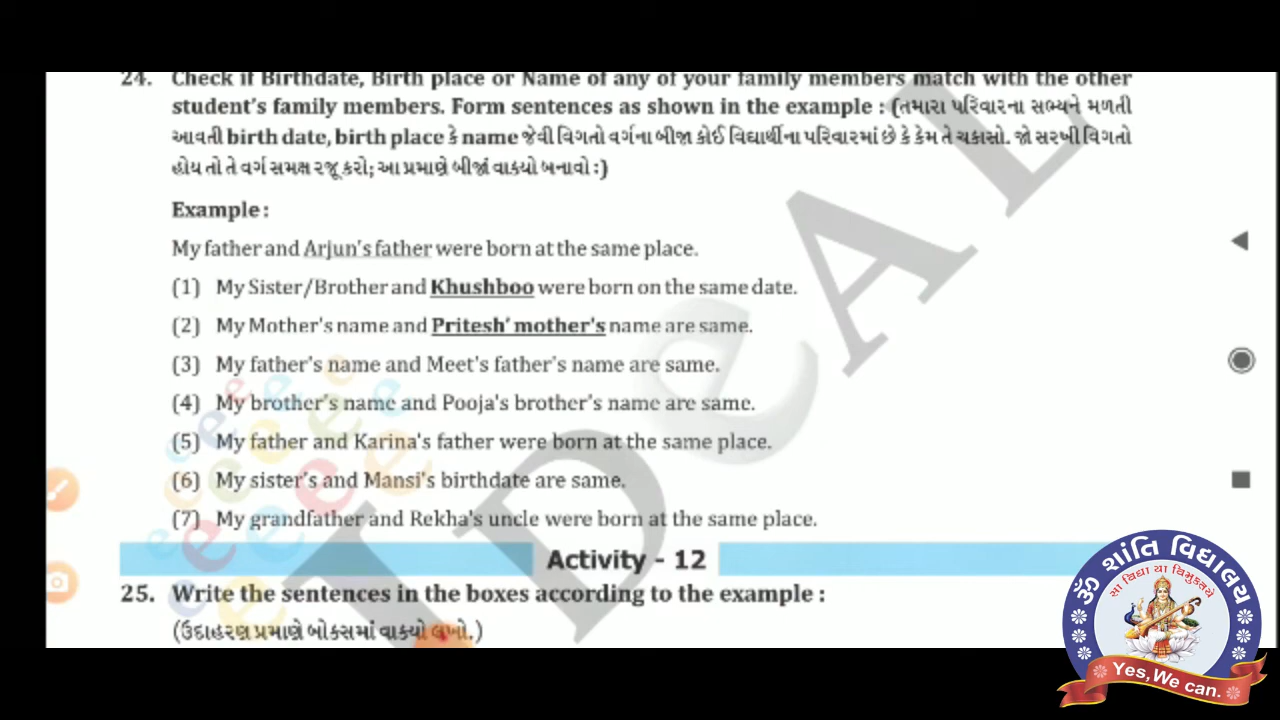 24. Check if Birthdate, Birth place or Name of any of your family members match with the other
student's family members. Form sentences as shown in the example : (તમારા પરિવારના સભ્યને મળતી
આવતી birth date, birth place કે name જેવી વિગતો વર્ગના બીજા કોઈ વિદ્યાર્થીના પરિવારમાં છે કે કેમ તે ચકાસો. જો સરખી વિગતો
હોય તો તે વર્ગ સમક્ષ રજૂ કરો; આ પ્રમાણે બીજાં વાક્યો બનાવો :)
Example :
My father and Arjun's father were born at the same place.
(1) My Sister/Brother and Khushboo were born on the same date.
(2) My Mother's name and Pritesh' mother's name are same.
(3) My father's name and Meet's father's name are same.
(4) My brother's name and Pooja's brother's name are same.
(5) My father and Karina's father were born at the same place.
(6) My sister's and Mansi's birthdate are same.
(7) My grandfather and Rekha's uncle were born at the same place.
Activity - 12
25. Write the sentences in the boxes according to the example :
(ઉદાહરણ પ્રમાણે બોક્સમાં વાક્યો લખો.)
IDeAL
ૐ શાંતિ વિદ્યાલય
સા વિદ્યા યા વિમુક્તયે
Yes, We can.